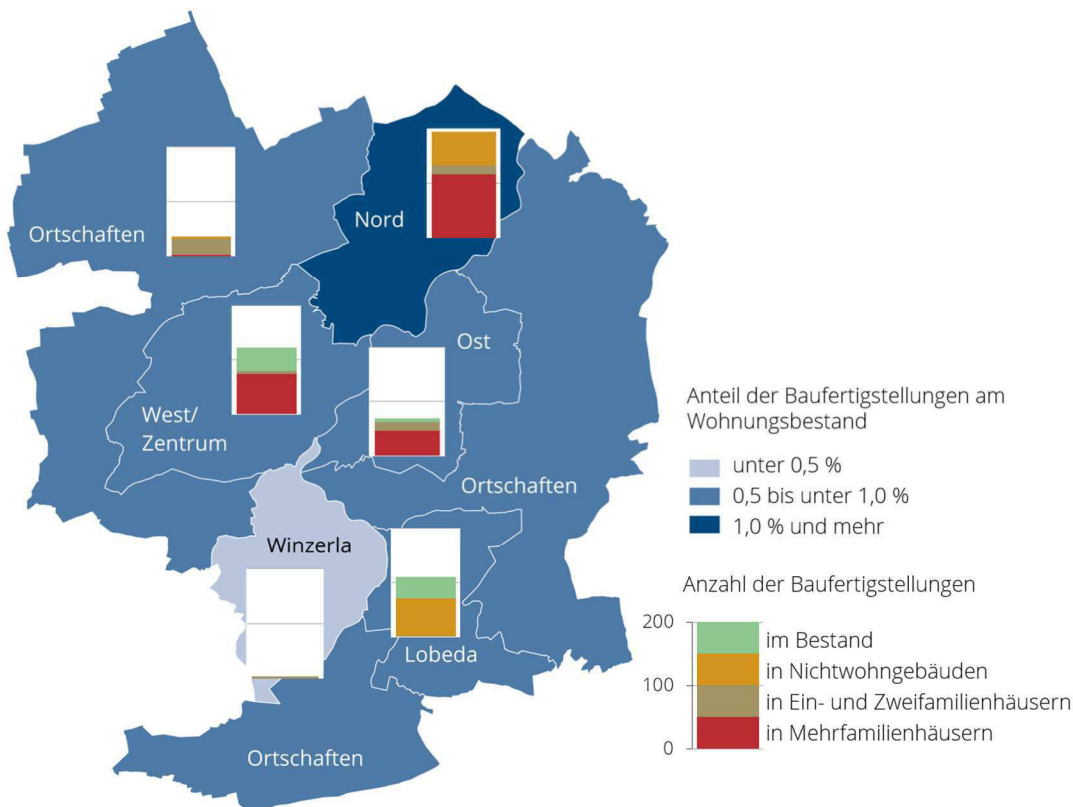 Ortschaften
Nord
Ost
West/
Zentrum
Ortschaften
Winzerla
Lobeda
Ortschaften
Anteil der Baufertigstellungen am
Wohnungsbestand
unter 0,5 %
0,5 bis unter 1,0 %
1,0 % und mehr
Anzahl der Baufertigstellungen
200
im Bestand
in Nichtwohngebäuden
100
in Ein- und Zweifamilienhäusern
in Mehrfamilienhäusern
0